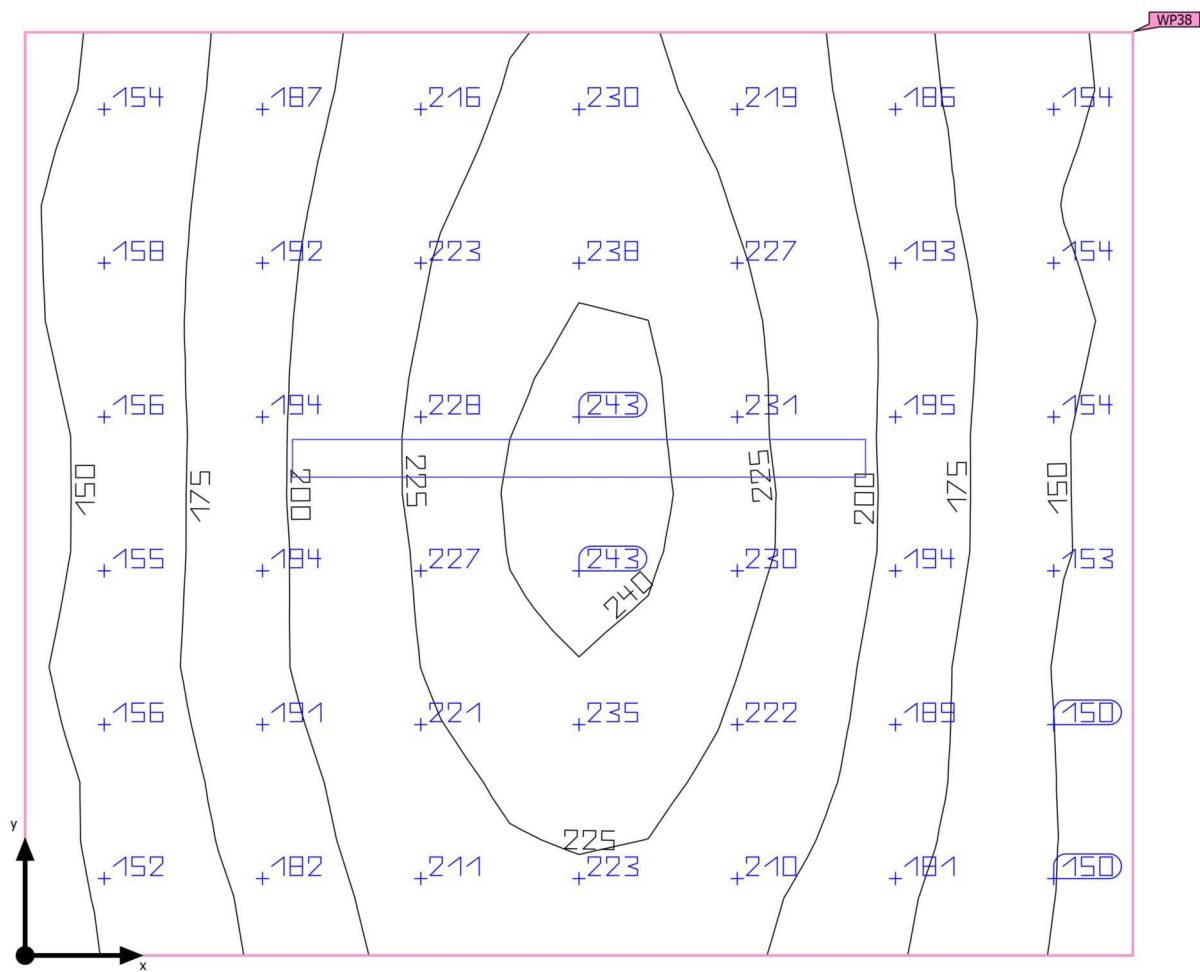 WP38
154 187 216 230 219 186 154
158 192 223 238 227 193 154
156 194 228 243 231 195 154
150 175 200 225 225 200 175 150
155 194 227 243 230 194 153
240
156 191 221 235 222 189 150
y
225
152 182 211 223 210 181 150
x